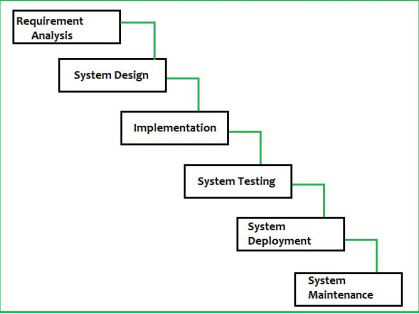 Requirement
Analysis
System Design
Implementation
System Testing
System
Deployment
System
Maintenance